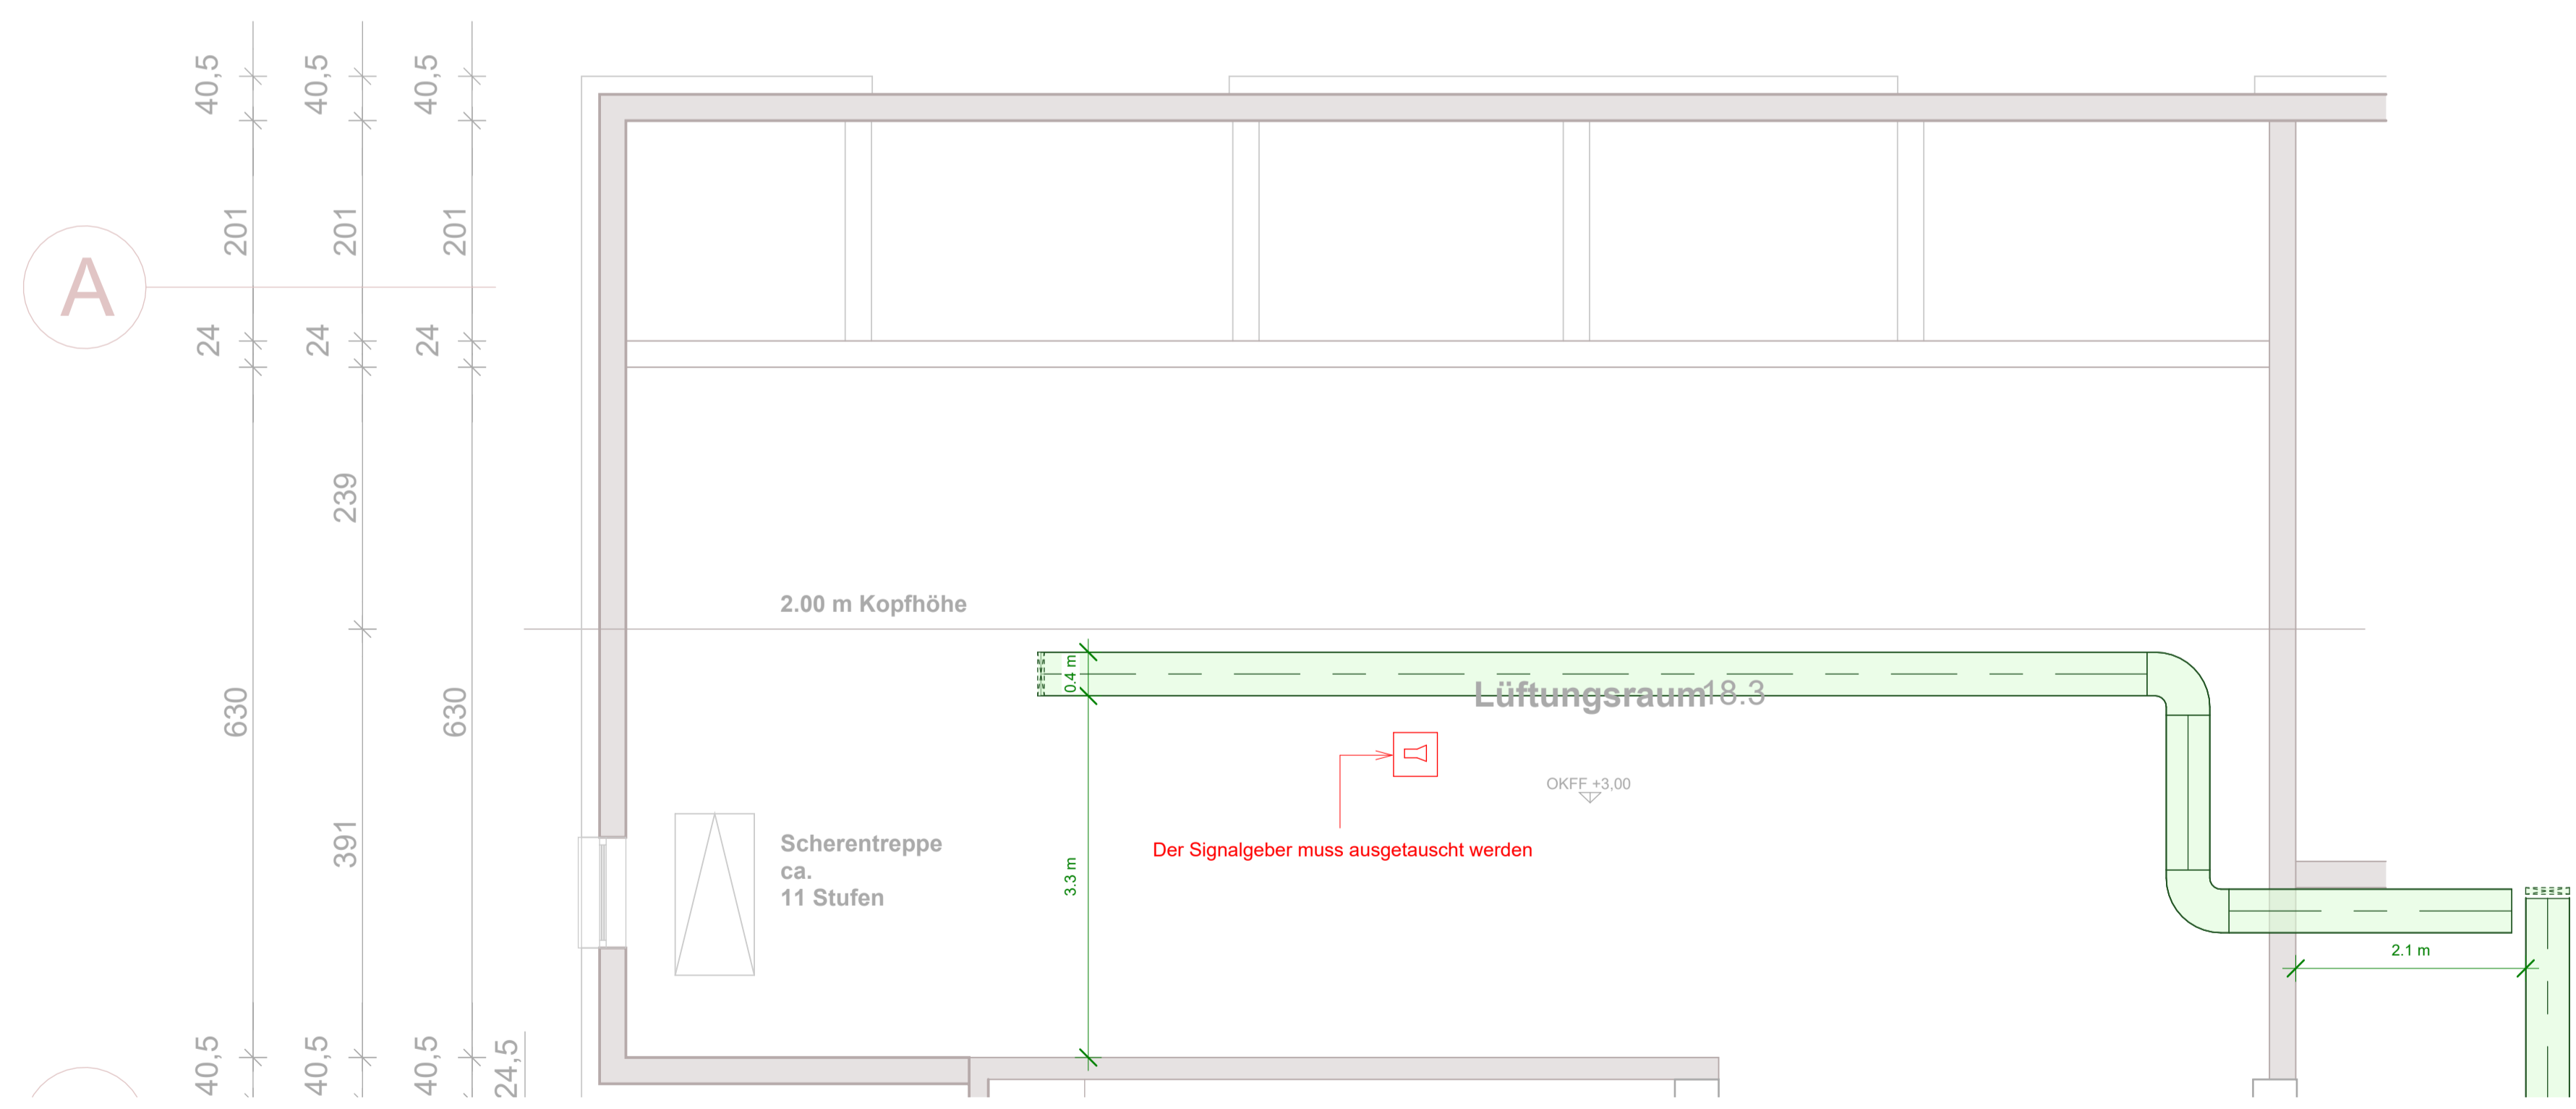 40,5
40,5
40,5
201
201
201
A
24
24
24
239
2.00 m Kopfhöhe
0.4 m
Lüftungsraum 18.3
630
630
OKFF +3,00
391
Scherentreppe
ca.
11 Stufen
3.3 m
Der Signalgeber muss ausgetauscht werden
2.1 m
40,5
40,5
40,5
24,5